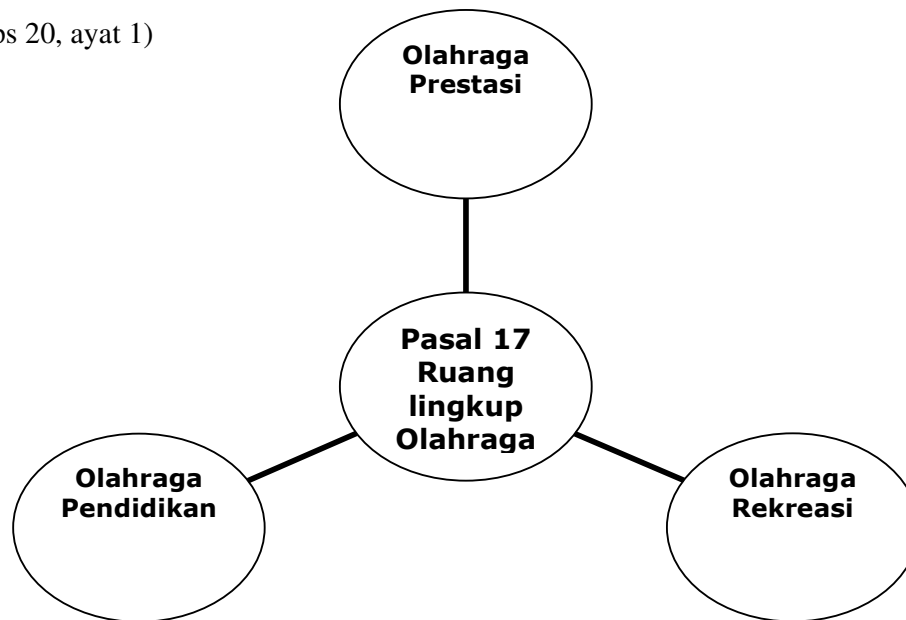 20, ayat 1)
Olahraga
Prestasi
Pasal 17
Ruang
lingkup
Olahraga
Olahraga
Pendidikan
Olahraga
Rekreasi